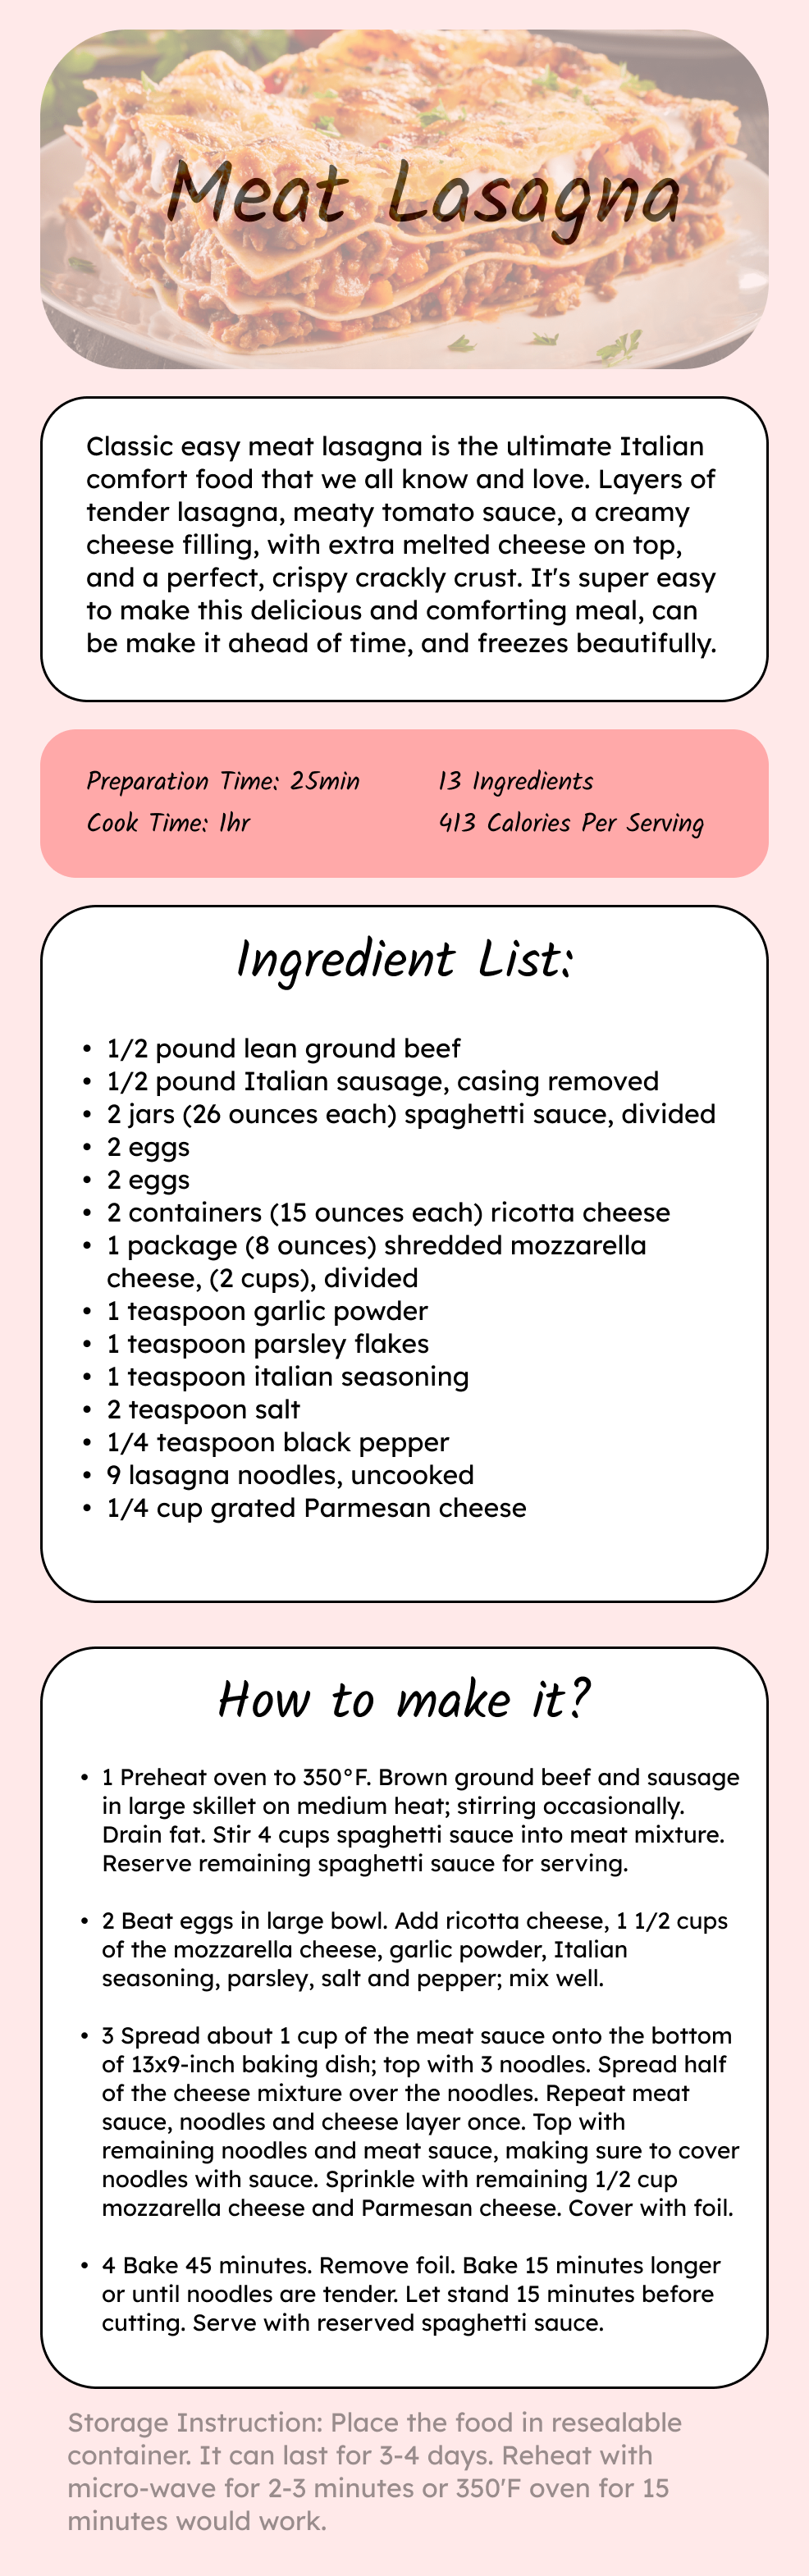 Meat Lasagna
Classic easy meat lasagna is the ultimate Italian
comfort food that we all know and love. Layers of
tender lasagna, meaty tomato sauce, a creamy
cheese filling, with extra melted cheese on top,
and a perfect, crispy crackly crust. It's super easy
to make this delicious and comforting meal, can
be make it ahead of time, and freezes beautifully.
Preparation Time: 25min
Cook Time: 1hr
13 Ingredients
413 Calories Per Serving
Ingredient List:
• 1/2 pound lean ground beef
• 1/2 pound Italian sausage, casing removed
• 2 jars (26 ounces each) spaghetti sauce, divided
• 2 eggs
• 2 eggs
• 2 containers (15 ounces each) ricotta cheese
• 1 package (8 ounces) shredded mozzarella
cheese, (2 cups), divided
• 1 teaspoon garlic powder
• 1 teaspoon parsley flakes
• 1 teaspoon italian seasoning
• 2 teaspoon salt
• 1/4 teaspoon black pepper
• 9 lasagna noodles, uncooked
• 1/4 cup grated Parmesan cheese
How to make it?
• 1 Preheat oven to 350°F. Brown ground beef and sausage
in large skillet on medium heat; stirring occasionally.
Drain fat. Stir 4 cups spaghetti sauce into meat mixture.
Reserve remaining spaghetti sauce for serving.
• 2 Beat eggs in large bowl. Add ricotta cheese, 1 1/2 cups
of the mozzarella cheese, garlic powder, Italian
seasoning, parsley, salt and pepper; mix well.
• 3 Spread about 1 cup of the meat sauce onto the bottom
of 13x9-inch baking dish; top with 3 noodles. Spread half
of the cheese mixture over the noodles. Repeat meat
sauce, noodles and cheese layer once. Top with
remaining noodles and meat sauce, making sure to cover
noodles with sauce. Sprinkle with remaining 1/2 cup
mozzarella cheese and Parmesan cheese. Cover with foil.
• 4 Bake 45 minutes. Remove foil. Bake 15 minutes longer
or until noodles are tender. Let stand 15 minutes before
cutting. Serve with reserved spaghetti sauce.
Storage Instruction: Place the food in resealable
container. It can last for 3-4 days. Reheat with
micro-wave for 2-3 minutes or 350'F oven for 15
minutes would work.